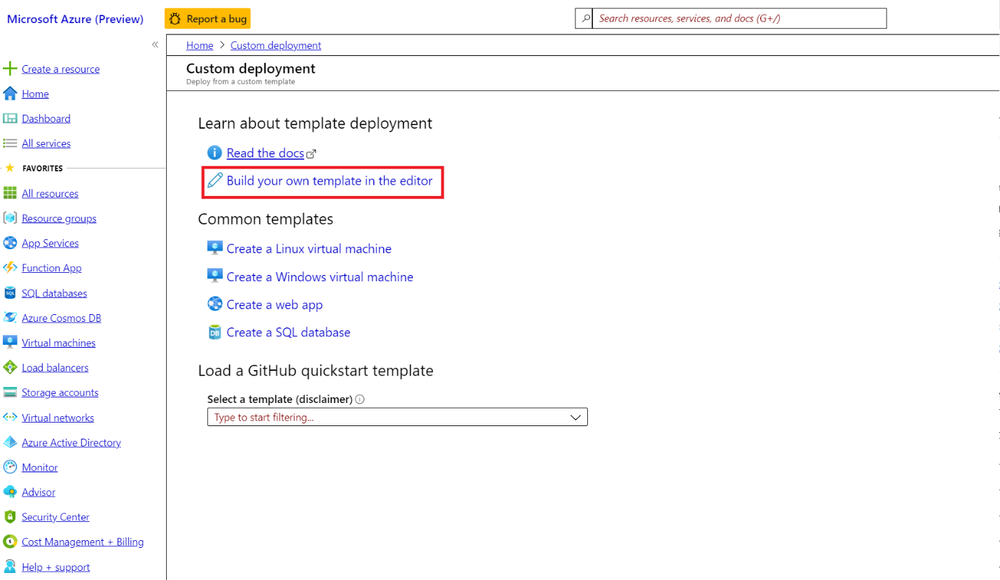 Microsoft Azure (Preview)
Report a bug
Search resources, services, and docs (G+/)
«
Create a resource
Home
Dashboard
All services
FAVORITES
All resources
Resource groups
App Services
Function App
SQL databases
Azure Cosmos DB
Virtual machines
Load balancers
Storage accounts
Virtual networks
Azure Active Directory
Monitor
Advisor
Security Center
Cost Management + Billing
Help + support
Home > Custom deployment
Custom deployment
Deploy from a custom template
Learn about template deployment
Read the docs
Build your own template in the editor
Common templates
Create a Linux virtual machine
Create a Windows virtual machine
Create a web app
Create a SQL database
Load a GitHub quickstart template
Select a template (disclaimer)
Type to start filtering...